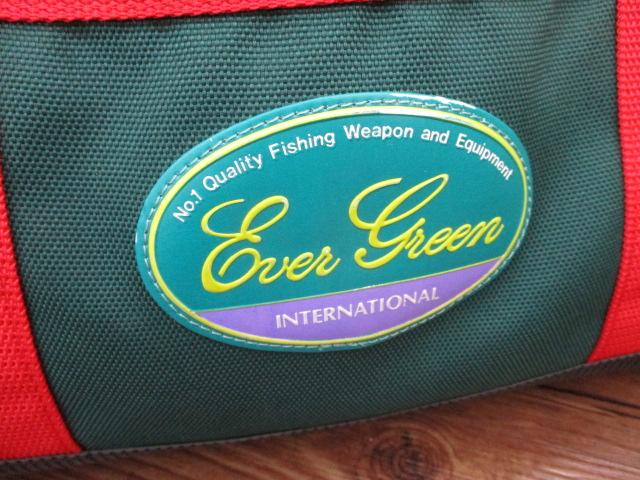 No.1 Quality Fishing Weapon and Equipment
Ever Green
INTERNATIONAL